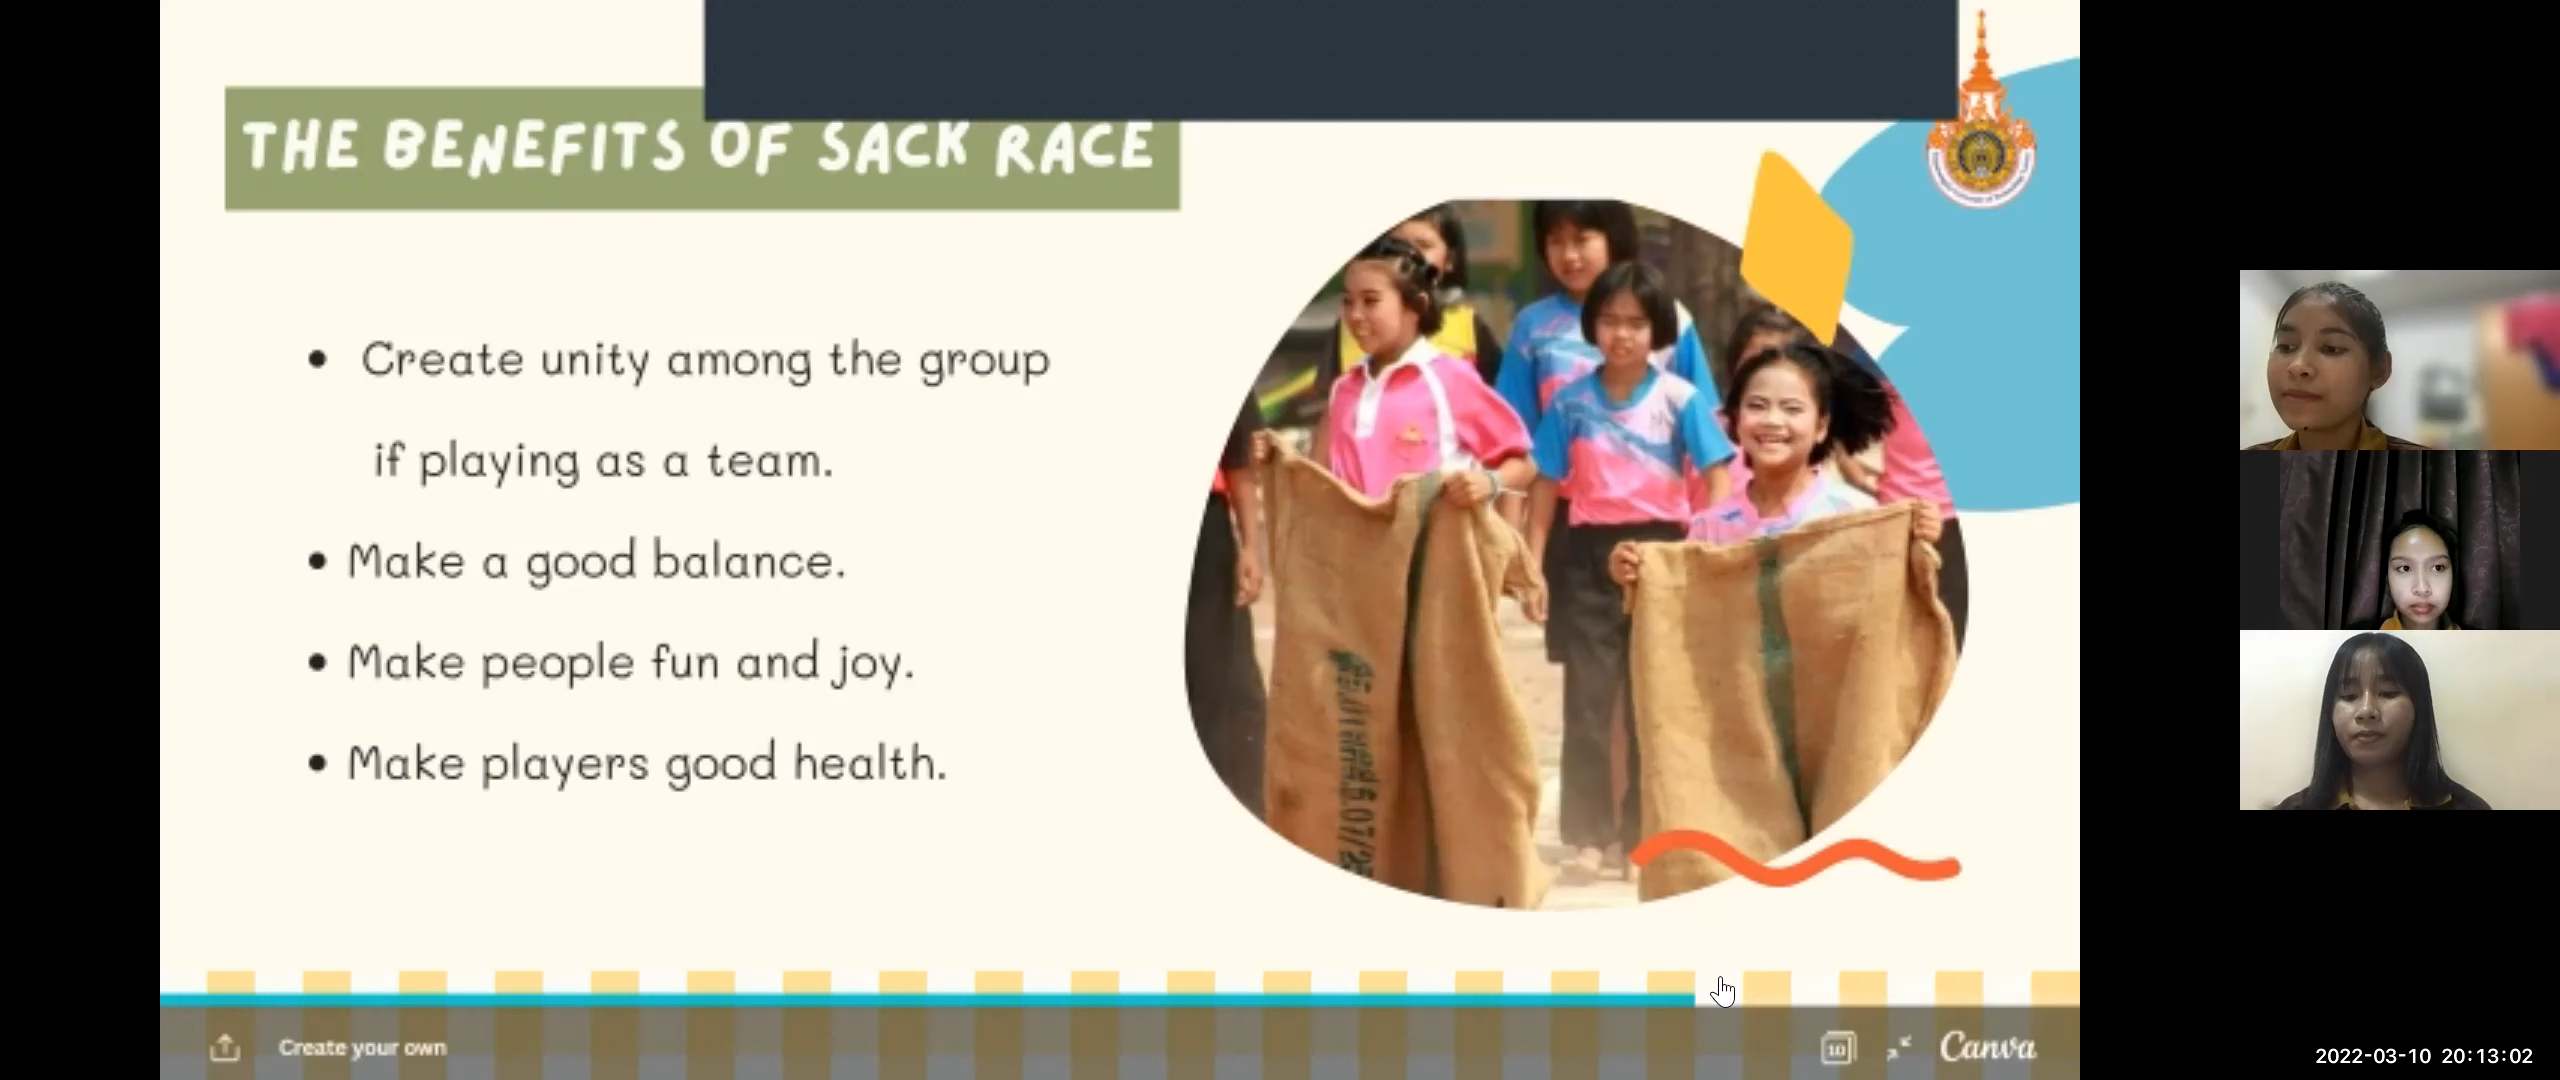 THE BENEFITS OF SACK RACE
• Create unity among the group
if playing as a team.
• Make a good balance.
• Make people fun and joy.
• Make players good health.
Create your own
10
Canva
2022-03-10 20:13:02